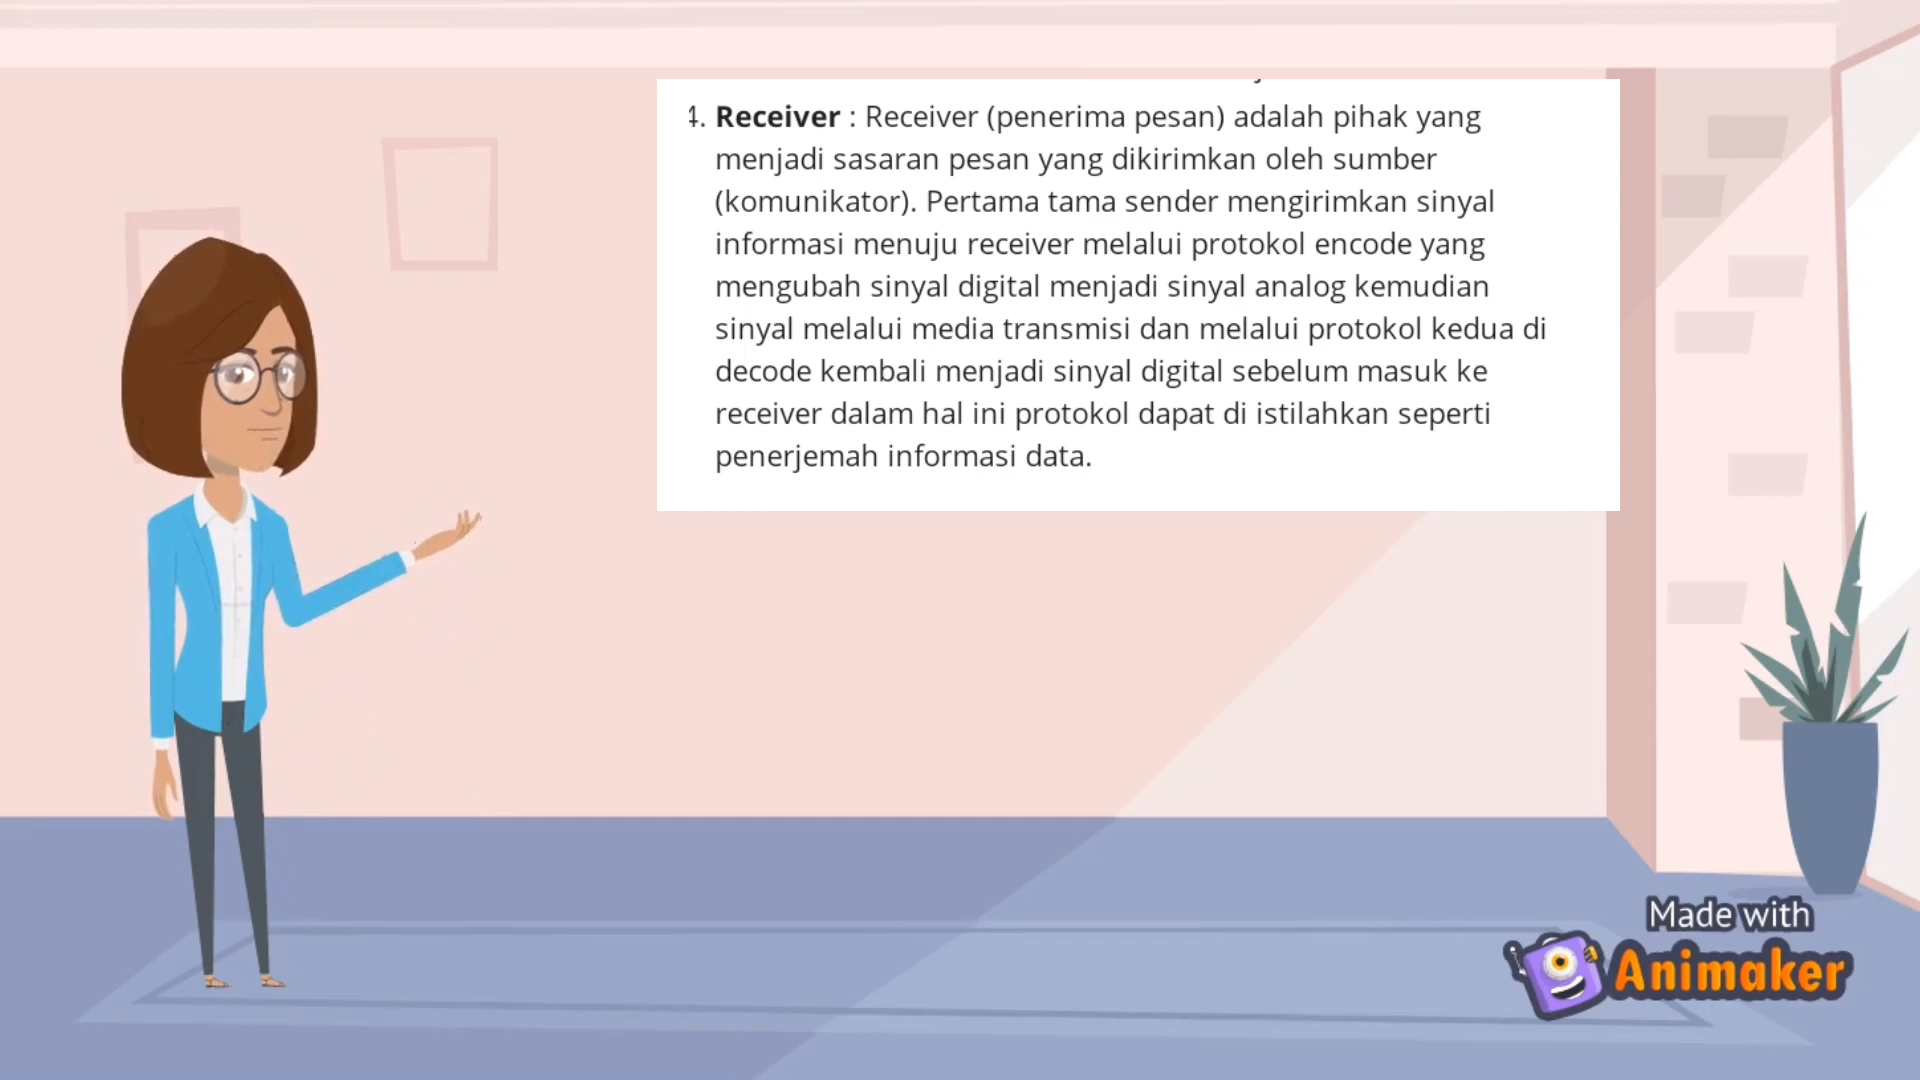 4. Receiver : Receiver (penerima pesan) adalah pihak yang
menjadi sasaran pesan yang dikirimkan oleh sumber
(komunikator). Pertama tama sender mengirimkan sinyal
informasi menuju receiver melalui protokol encode yang
mengubah sinyal digital menjadi sinyal analog kemudian
sinyal melalui media transmisi dan melalui protokol kedua di
decode kembali menjadi sinyal digital sebelum masuk ke
receiver dalam hal ini protokol dapat di istilahkan seperti
penerjemah informasi data.
Made with
Animaker